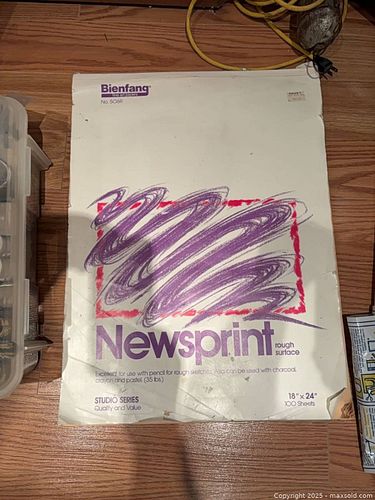 Bienfang®
No. 506R
Newsprint rough
surface
Excellent for use with pencil for rough sketches. Also can be used with charcoal,
crayon and pastel. (35 lbs.)
STUDIO SERIES
Quality and Value
18" x 24"
100 Sheets
Copyright 2025 - maxsold.com